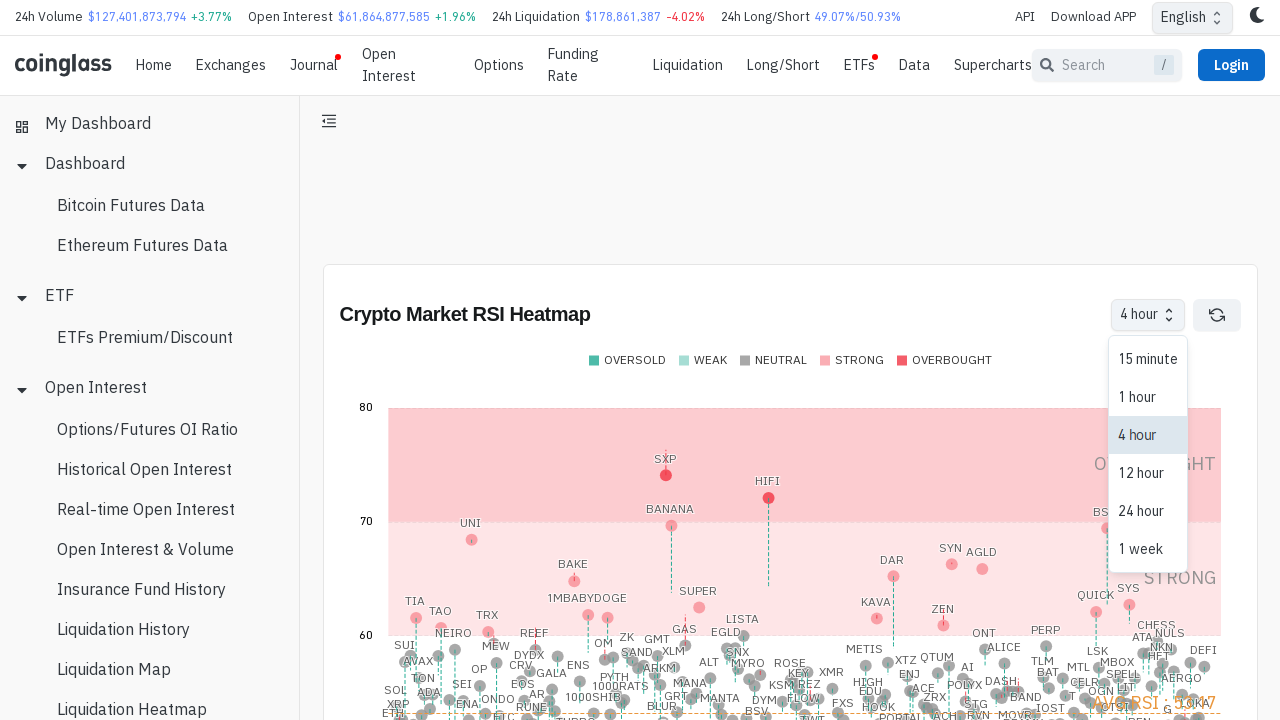 24h Volume $127,401,873,794 +3.77% Open Interest $61,864,877,585 +1.96% 24h Liquidation $178,861,387 -4.02% 24h Long/Short 49.07%/50.93% API Download APP English
coinglass Home Exchanges Journal Open Interest Options Funding Rate Liquidation Long/Short ETFs Data Supercharts Search / Login
My Dashboard
Dashboard
Bitcoin Futures Data
Ethereum Futures Data
ETF
ETFs Premium/Discount
Open Interest
Options/Futures OI Ratio
Historical Open Interest
Real-time Open Interest
Open Interest & Volume
Insurance Fund History
Liquidation History
Liquidation Map
Liquidation Heatmap
Crypto Market RSI Heatmap 4 hour
15 minute
1 hour
4 hour
12 hour
24 hour
1 week
OVERSOLD WEAK NEUTRAL STRONG OVERBOUGHT
80
SXP
HIFI
BANANA
70
UNI
SYN AGLD
BAKE DAR
STRONG
1MBABYDOGE SUPER QUICK SYS
TIA KAVA
TAO TRX ZEN
LISTA
60
NEIRO REEF ZK GMT GAS EGLD ONT PERP CHESS
SUI MEW OM ATA NULS
AVAX DYDX SAND XLM SNX METIS ALICE LSK NKN DEFI
OP CRV ENS ARKM ALT MYRO ROSE XTZ QTUM TLM MBOX HFT
TON GALA PYTH KEY XMR ENJ AI BAT MTL SPELL AERGO
SOL SEI EOS 1000RATS MANA KSM REZ HIGH POLYX DASH CELR
ADA AR 1000SHIB GRT MANTA EDU ACE BAND OGN LIT
XRP ENA ONDO RUNE BLUR DYM FLOW FXS HOOK ZRX STG IOST CTSI LOKA
ETH BSV PORTAL ACH RVN MOVR